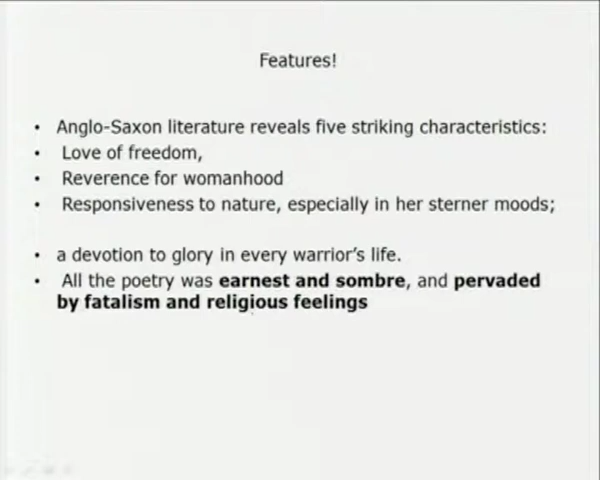 Features!
• Anglo-Saxon literature reveals five striking characteristics:
• Love of freedom,
• Reverence for womanhood
• Responsiveness to nature, especially in her sterner moods;
• a devotion to glory in every warrior's life.
• All the poetry was earnest and sombre, and pervaded
by fatalism and religious feelings